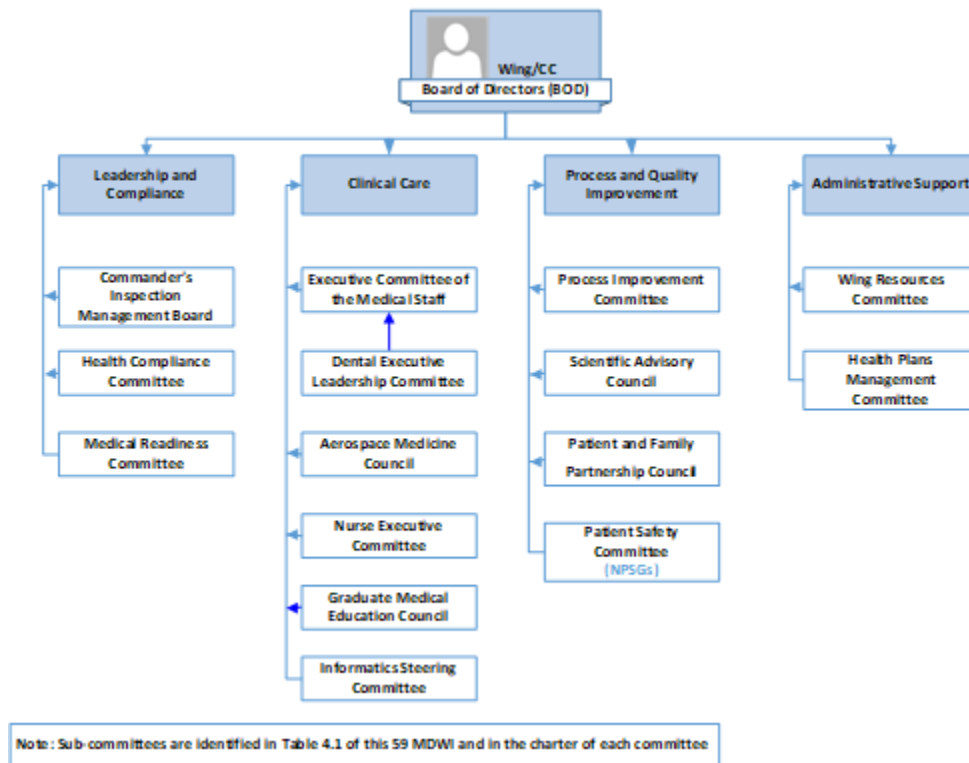 Wing/CC
Board of Directors (BOD)
Leadership and
Compliance
Clinical Care
Process and Quality
Improvement
Administrative Support
Commander's
Inspection
Management Board
Health Compliance
Committee
Medical Readiness
Committee
Executive Committee of
the Medical Staff
Dental Executive
Leadership Committee
Aerospace Medicine
Council
Nurse Executive
Committee
Graduate Medical
Education Council
Informatics Steering
Committee
Process Improvement
Committee
Scientific Advisory
Council
Patient and Family
Partnership Council
Patient Safety
Committee
(NPSGs)
Wing Resources
Committee
Health Plans
Management
Committee
Note: Sub-committees are identified in Table 4.1 of this 59 MDWI and in the charter of each committee